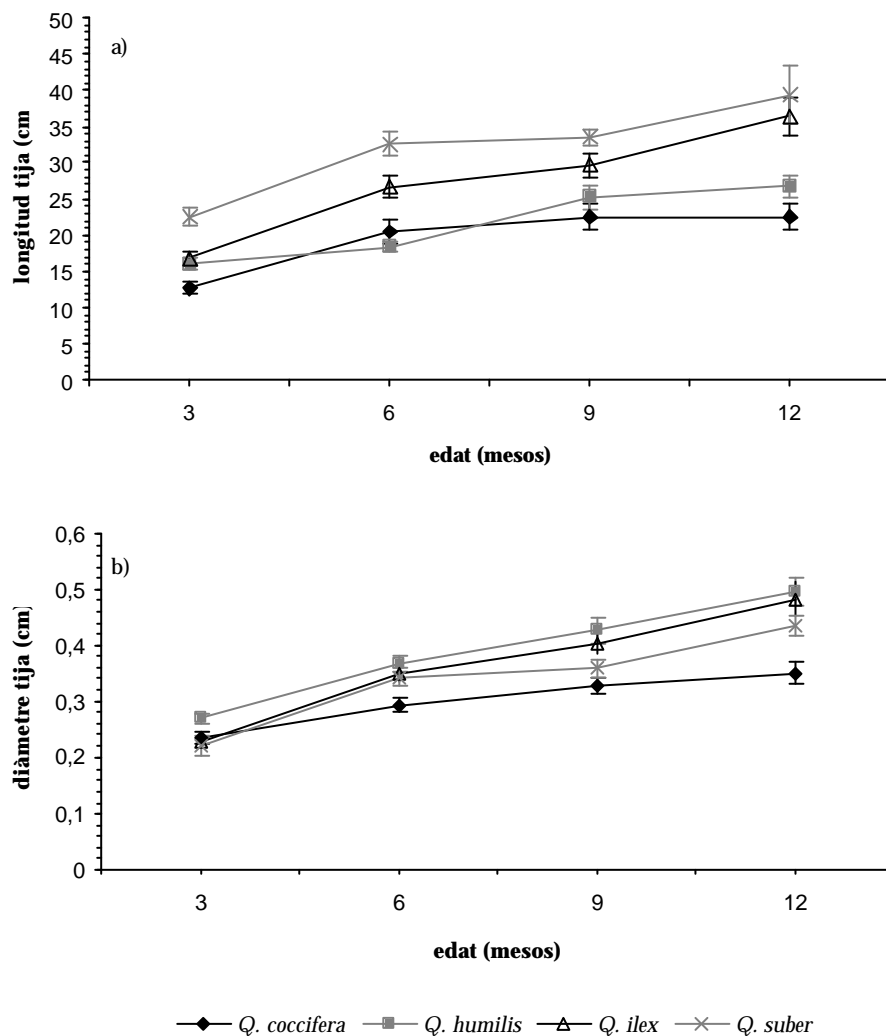 a)
longitud tija (cm
50
45
40
35
30
25
20
15
10
5
0
3 6 9 12
edat (mesos)
b)
diàmetre tija (cm)
0,6
0,5
0,4
0,3
0,2
0,1
0
3 6 9 12
edat (mesos)
Q. coccifera Q. humilis Q. ilex Q. suber